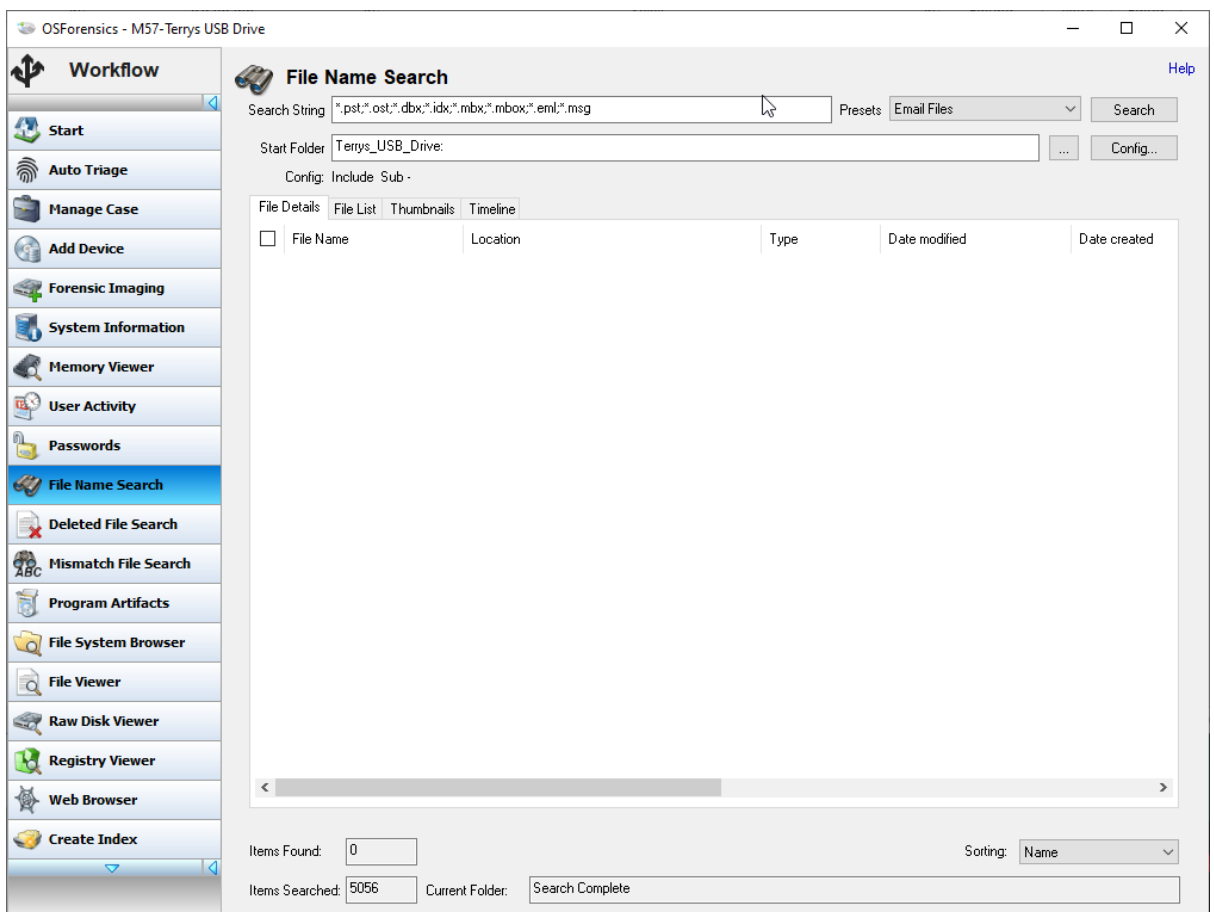 OSForensics - M57-Terrys USB Drive
Workflow
Start
Auto Triage
Manage Case
Add Device
Forensic Imaging
System Information
Memory Viewer
User Activity
Passwords
File Name Search
Deleted File Search
Mismatch File Search
Program Artifacts
File System Browser
File Viewer
Raw Disk Viewer
Registry Viewer
Web Browser
Create Index
File Name Search
Help
Search String *.pst;*.ost;*.dbx;*.idx;*.mbx;*.mbox;*.eml;*.msg Presets Email Files Search
Start Folder Terrys_USB_Drive: ... Config...
Config: Include Sub -
File Details File List Thumbnails Timeline
File Name Location Type Date modified Date created
Items Found: 0 Sorting: Name
Items Searched: 5056 Current Folder: Search Complete